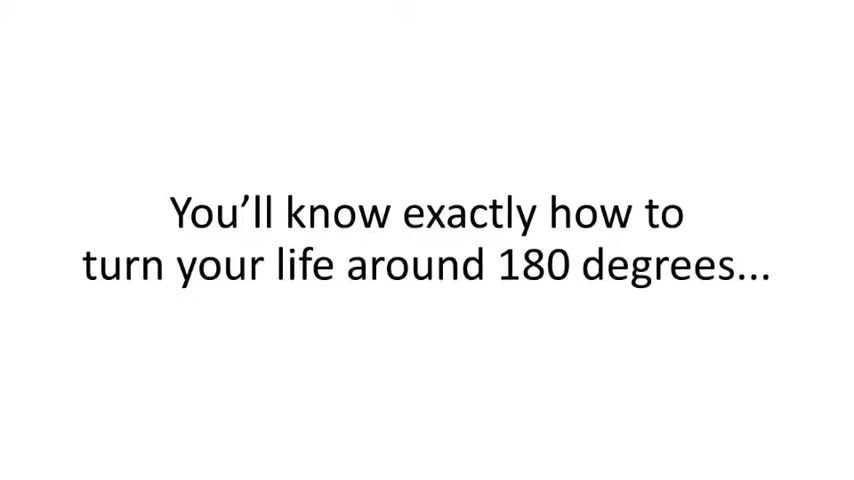 You’ll know exactly how to
turn your life around 180 degrees...